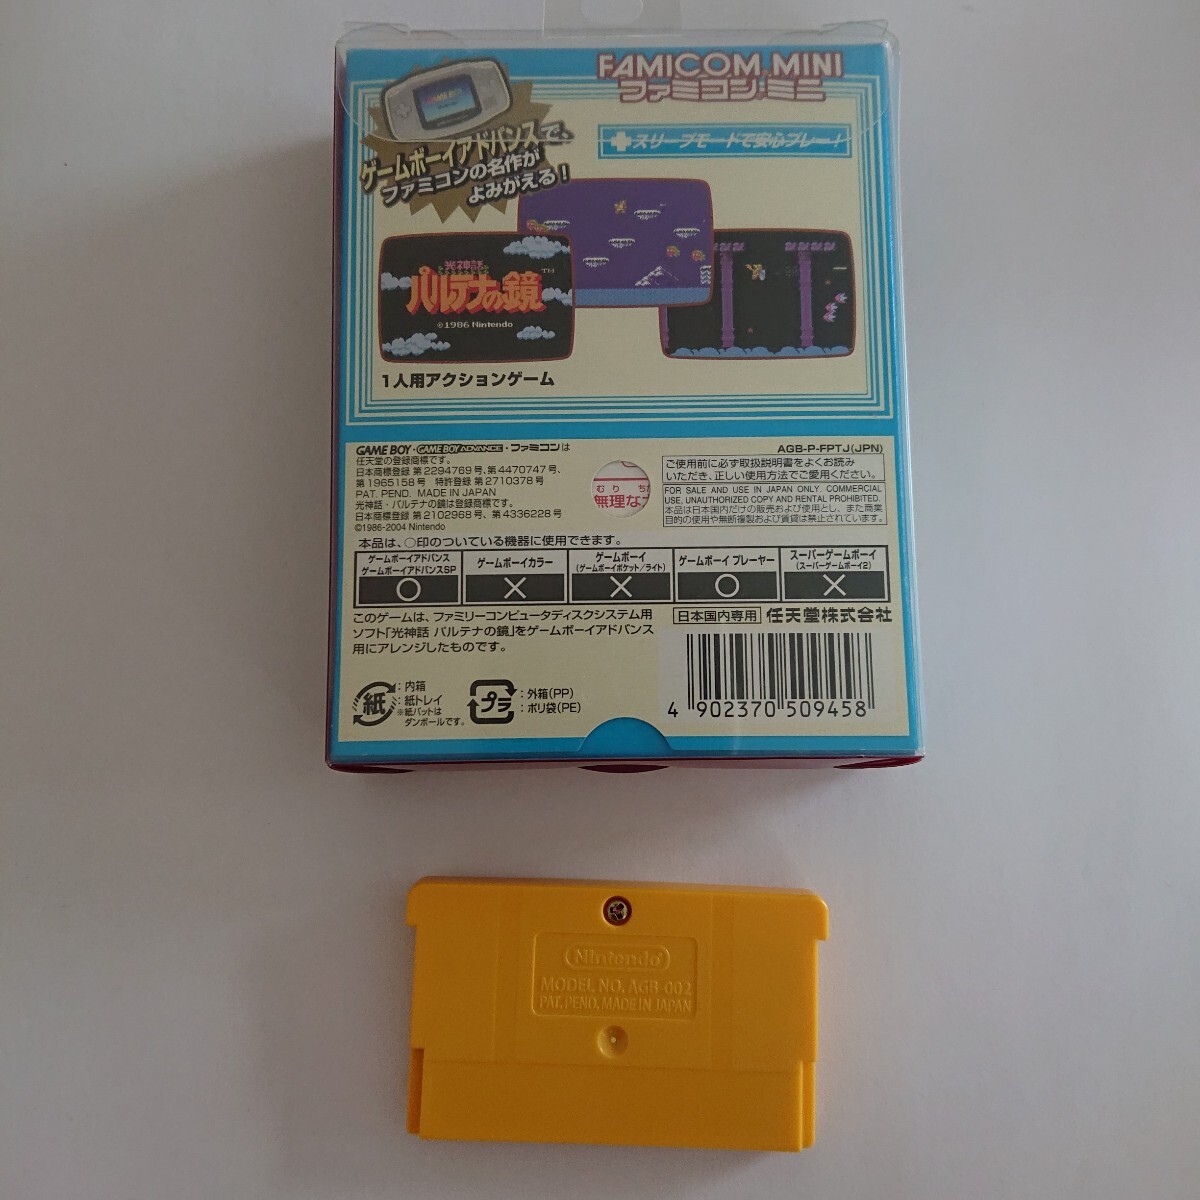 FAMICOM MINI
ファミコンミニ
スリープモードで安心プレー!
ゲームボーイアドバンスで、
ファミコンの名作が
よみがえる!
光神話
パルテナの鏡™
©1986 Nintendo
1人用アクションゲーム
GAME BOY・GAME BOY ADVANCE・ファミコンは
任天堂の登録商標です。
日本商標登録 第2294769号、第4470747号、
第1965158号 特許登録 第2710378号
PAT. PEND. MADE IN JAPAN
光神話・パルテナの鏡は登録商標です。
日本商標登録 第2102968号、第4336228号
©1986-2004 Nintendo
むり
無理な
AGB-P-FPTJ(JPN)
ご使用前に必ず取扱説明書をよくお読み
いただき、正しい使用方法でご愛用ください。
FOR SALE AND USE IN JAPAN ONLY. COMMERCIAL
USE, UNAUTHORIZED COPY AND RENTAL PROHIBITED.
本品は日本国内だけの販売および使用とし、また商業
目的の使用や無断複製および賃貸は禁止されています。
本品は、○印のついている機器に使用できます。
ゲームボーイアドバンス
ゲームボーイアドバンスSP
○
ゲームボーイカラー
×
ゲームボーイ
(ゲームボーイポケット/ライト)
×
ゲームボーイ プレーヤー
○
スーパーゲームボーイ
(スーパーゲームボーイ2)
×
このゲームは、ファミリーコンピュータディスクシステム用
ソフト「光神話 パルテナの鏡」をゲームボーイアドバンス
用にアレンジしたものです。
日本国内専用 任天堂株式会社
紙
:内箱
:紙トレイ
※紙パットは
ダンボールです。
プラ
:外箱(PP)
:ポリ袋(PE)
4 902370 509458
Nintendo
MODEL NO. AGB-002
PAT. PEND. MADE IN JAPAN